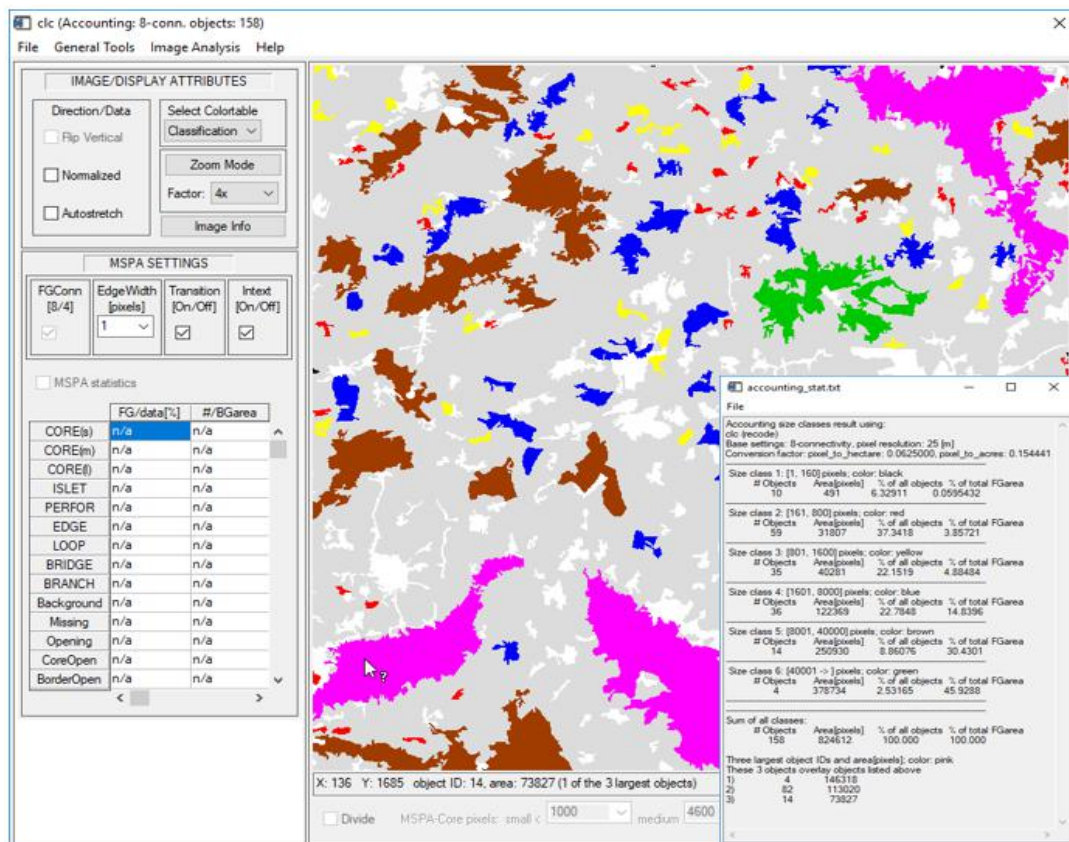 clc (Accounting: 8-conn. objects: 158)
File General Tools Image Analysis Help
IMAGE/DISPLAY ATTRIBUTES
Direction/Data
Flip Vertical
Normalized
Autostretch
Select Colortable
Classification
Zoom Mode
Factor: 4x
Image Info
MSPA SETTINGS
FGConn EdgeWidth Transition Intext
[8/4] [pixels] [On/Off] [On/Off]
1
MSPA statistics
FG/data[%] #/BGarea
CORE(s) n/a n/a
CORE(m) n/a n/a
CORE(l) n/a n/a
ISLET n/a n/a
PERFOR n/a n/a
EDGE n/a n/a
LOOP n/a n/a
BRIDGE n/a n/a
BRANCH n/a n/a
Background n/a n/a
Missing n/a n/a
Opening n/a n/a
CoreOpen n/a n/a
BorderOpen n/a n/a
X: 136 Y: 1685 object ID: 14, area: 73827 (1 of the 3 largest objects)
Divide MSPA-Core pixels: small < 1000 medium 4600
accounting_stat.txt
File
Accounting size classes result using:
clc (recode)
Base settings: 8-connectivity, pixel resolution: 25 [m]
Conversion factor: pixel_to_hectare: 0.0625000, pixel_to_acres: 0.154441
Size class 1: [1, 160] pixels; color: black
# Objects Area[pixels] % of all objects % of total FGarea
10 491 6.32911 0.0595432
Size class 2: [161, 800] pixels; color: red
# Objects Area[pixels] % of all objects % of total FGarea
59 31807 37.3418 3.85721
Size class 3: [801, 1600] pixels; color: yellow
# Objects Area[pixels] % of all objects % of total FGarea
35 40281 22.1519 4.88484
Size class 4: [1601, 8000] pixels; color: blue
# Objects Area[pixels] % of all objects % of total FGarea
36 122369 22.7848 14.8396
Size class 5: [8001, 40000] pixels; color: brown
# Objects Area[pixels] % of all objects % of total FGarea
14 250930 8.86076 30.4301
Size class 6: [40001 -> ] pixels; color: green
# Objects Area[pixels] % of all objects % of total FGarea
4 378734 2.53165 45.9288
Sum of all classes:
# Objects Area[pixels] % of all objects % of total FGarea
158 824612 100.000 100.000
Three largest object IDs and area[pixels]; color: pink
These 3 objects overlay objects listed above
1) 4 146318
2) 82 113020
3) 14 73827